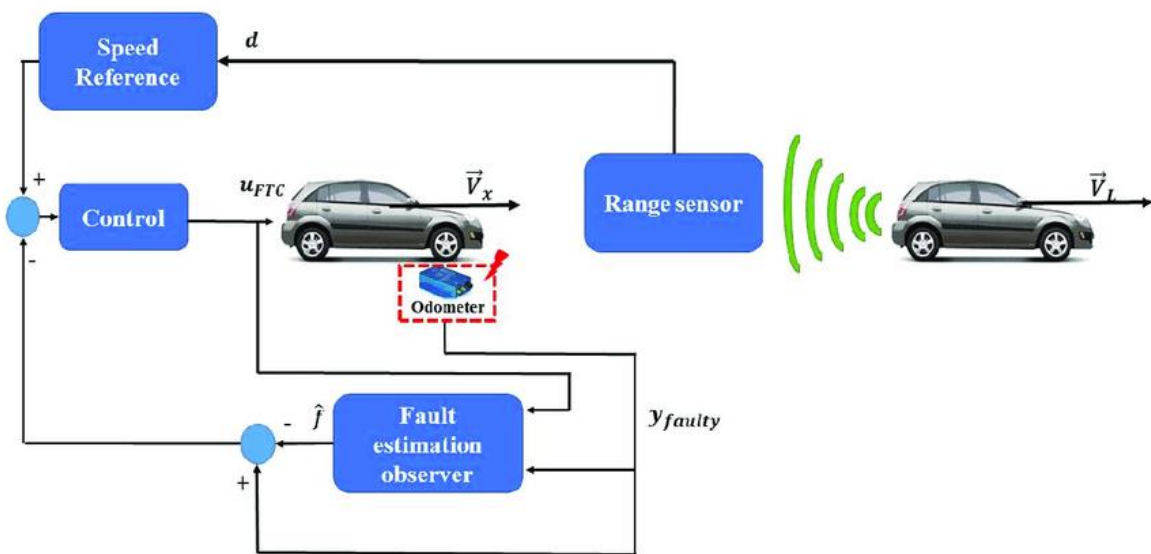 Speed
Reference
d
+
-
Control
u_FTC
V⃗_x
Range sensor
V⃗_L
Odometer
y_faulty
Fault
estimation
observer
f̂
-
+